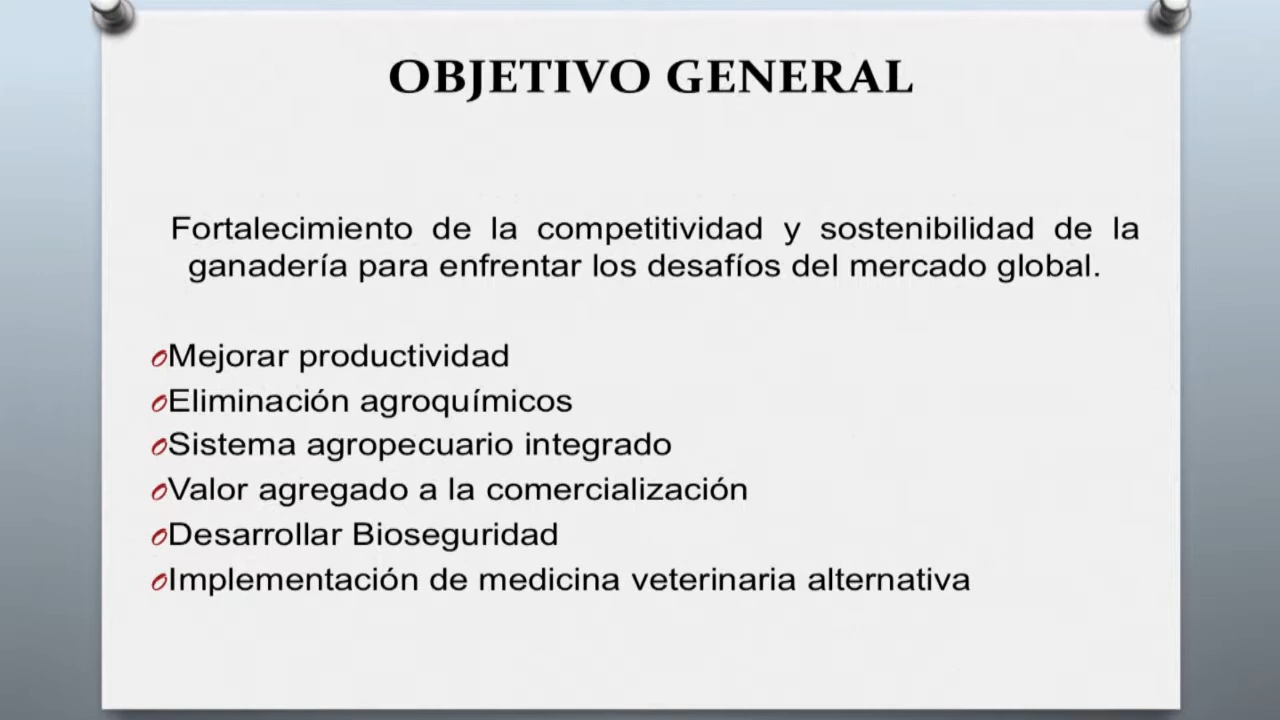 OBJETIVO GENERAL
Fortalecimiento de la competitividad y sostenibilidad de la
ganadería para enfrentar los desafíos del mercado global.
Mejorar productividad
Eliminación agroquímicos
Sistema agropecuario integrado
Valor agregado a la comercialización
Desarrollar Bioseguridad
Implementación de medicina veterinaria alternativa